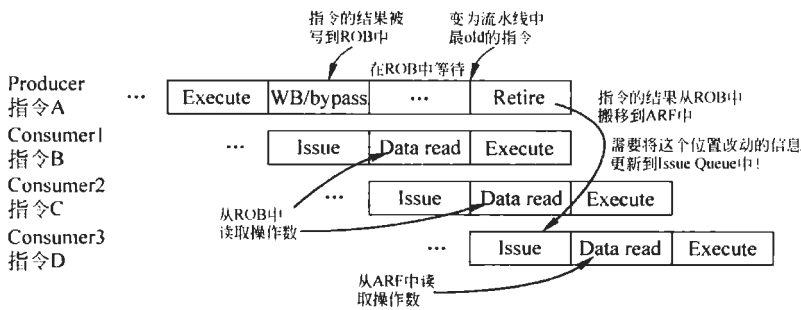 指令的结果被
写到ROB中
变为流水线中
最old的指令
在ROB中等待
Producer
指令A
... Execute WB/bypass ... Retire
指令的结果从ROB中
搬移到ARF中
Consumer1
指令B
... Issue Data read Execute
需要将这个位置改动的信息
更新到Issue Queue中!
Consumer2
指令C
... Issue Data read Execute
从ROB中
读取操作数
Consumer3
指令D
... Issue Data read Execute
从ARF中读
取操作数